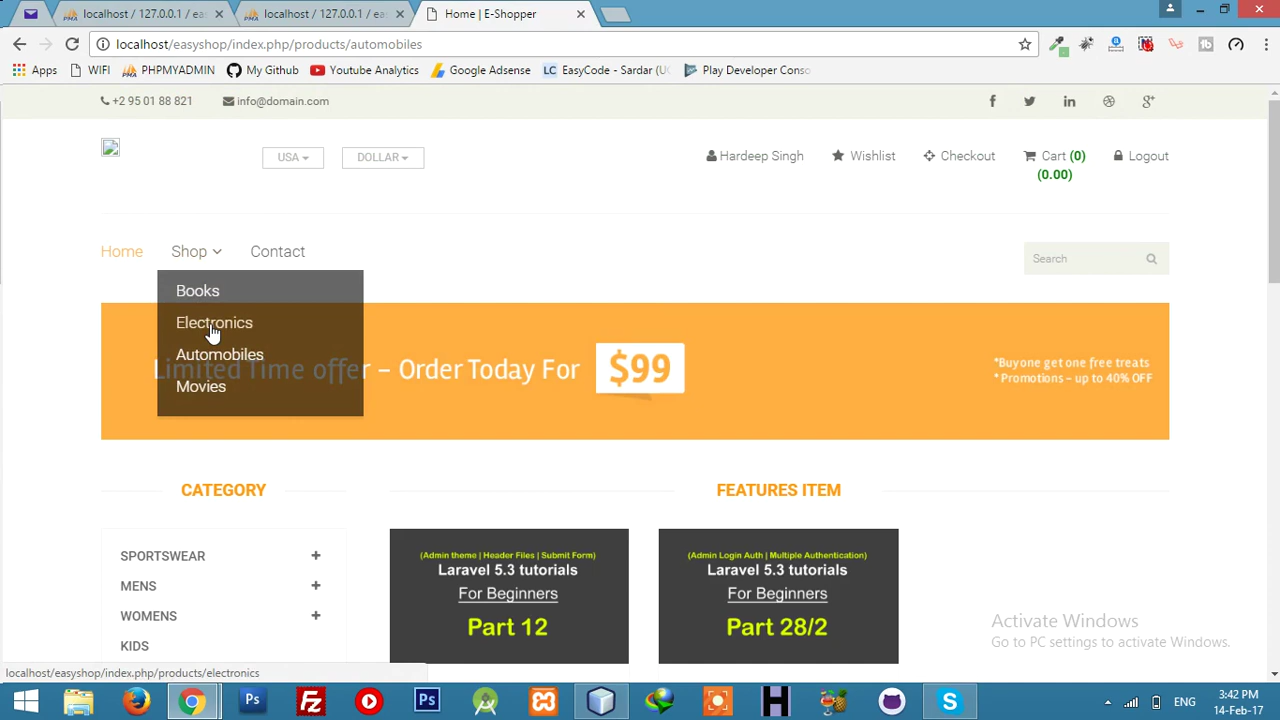 localhost / 127.0.0.1 / ea
localhost / 127.0.0.1 / ea
Home | E-Shopper
localhost/easyshop/index.php/products/automobiles
Apps
WIFI
PHPMYADMIN
My Github
Youtube Analytics
Google Adsense
EasyCode - Sardar (UC
Play Developer Conso
+2 95 01 88 821
info@domain.com
USA
DOLLAR
Hardeep Singh
Wishlist
Checkout
Cart (0)
(0.00)
Logout
Home
Shop
Contact
Search
Books
Electronics
Automobiles
Movies
Limited Time offer – Order Today For
$99
*Buyone get one free treats
* Promotions – up to 40% OFF
CATEGORY
FEATURES ITEM
SPORTSWEAR
MENS
WOMENS
KIDS
(Admin theme | Header Files | Submit Form)
Laravel 5.3 tutorials
For Beginners
Part 12
(Admin Login Auth | Multiple Authentication)
Laravel 5.3 tutorials
For Beginners
Part 28/2
Activate Windows
Go to PC settings to activate Windows.
localhost/easyshop/index.php/products/electronics
ENG
3:42 PM
14-Feb-17